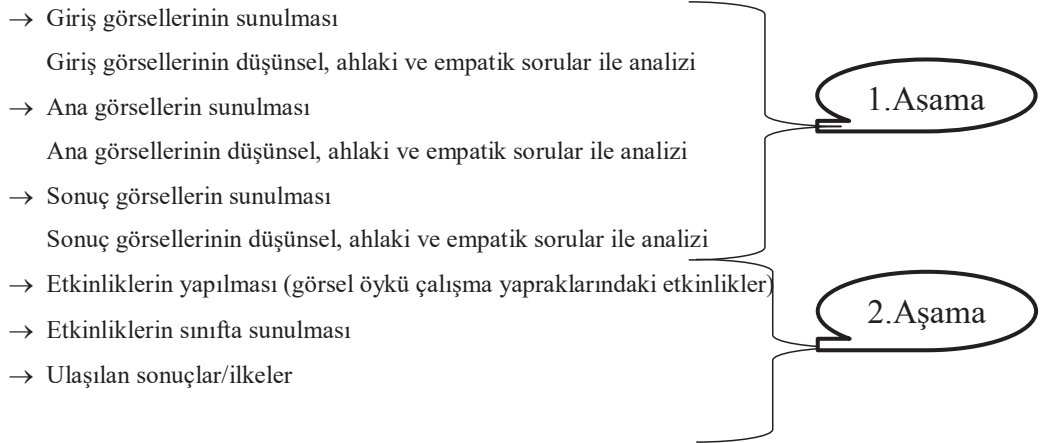 → Giriş görsellerinin sunulması
Giriş görsellerinin düşünsel, ahlaki ve empatik sorular ile analizi
→ Ana görsellerin sunulması
Ana görsellerinin düşünsel, ahlaki ve empatik sorular ile analizi
→ Sonuç görsellerin sunulması
Sonuç görsellerinin düşünsel, ahlaki ve empatik sorular ile analizi
1.Aşama
→ Etkinliklerin yapılması (görsel öykü çalışma yapraklarındaki etkinlikler)
→ Etkinliklerin sınıfta sunulması
→ Ulaşılan sonuçlar/ilkeler
2.Aşama